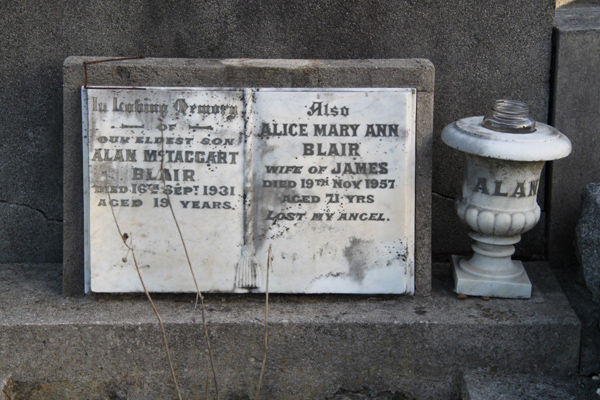 In Loving Memory
OF
OUR ELDEST SON
ALAN McTAGGART
BLAIR
DIED 16TH SEPT 1931
AGED 19 YEARS.
Also
ALICE MARY ANN
BLAIR
WIFE OF JAMES
DIED 19TH NOV 1957
AGED 71 YRS
LOST MY ANGEL.
ALAN